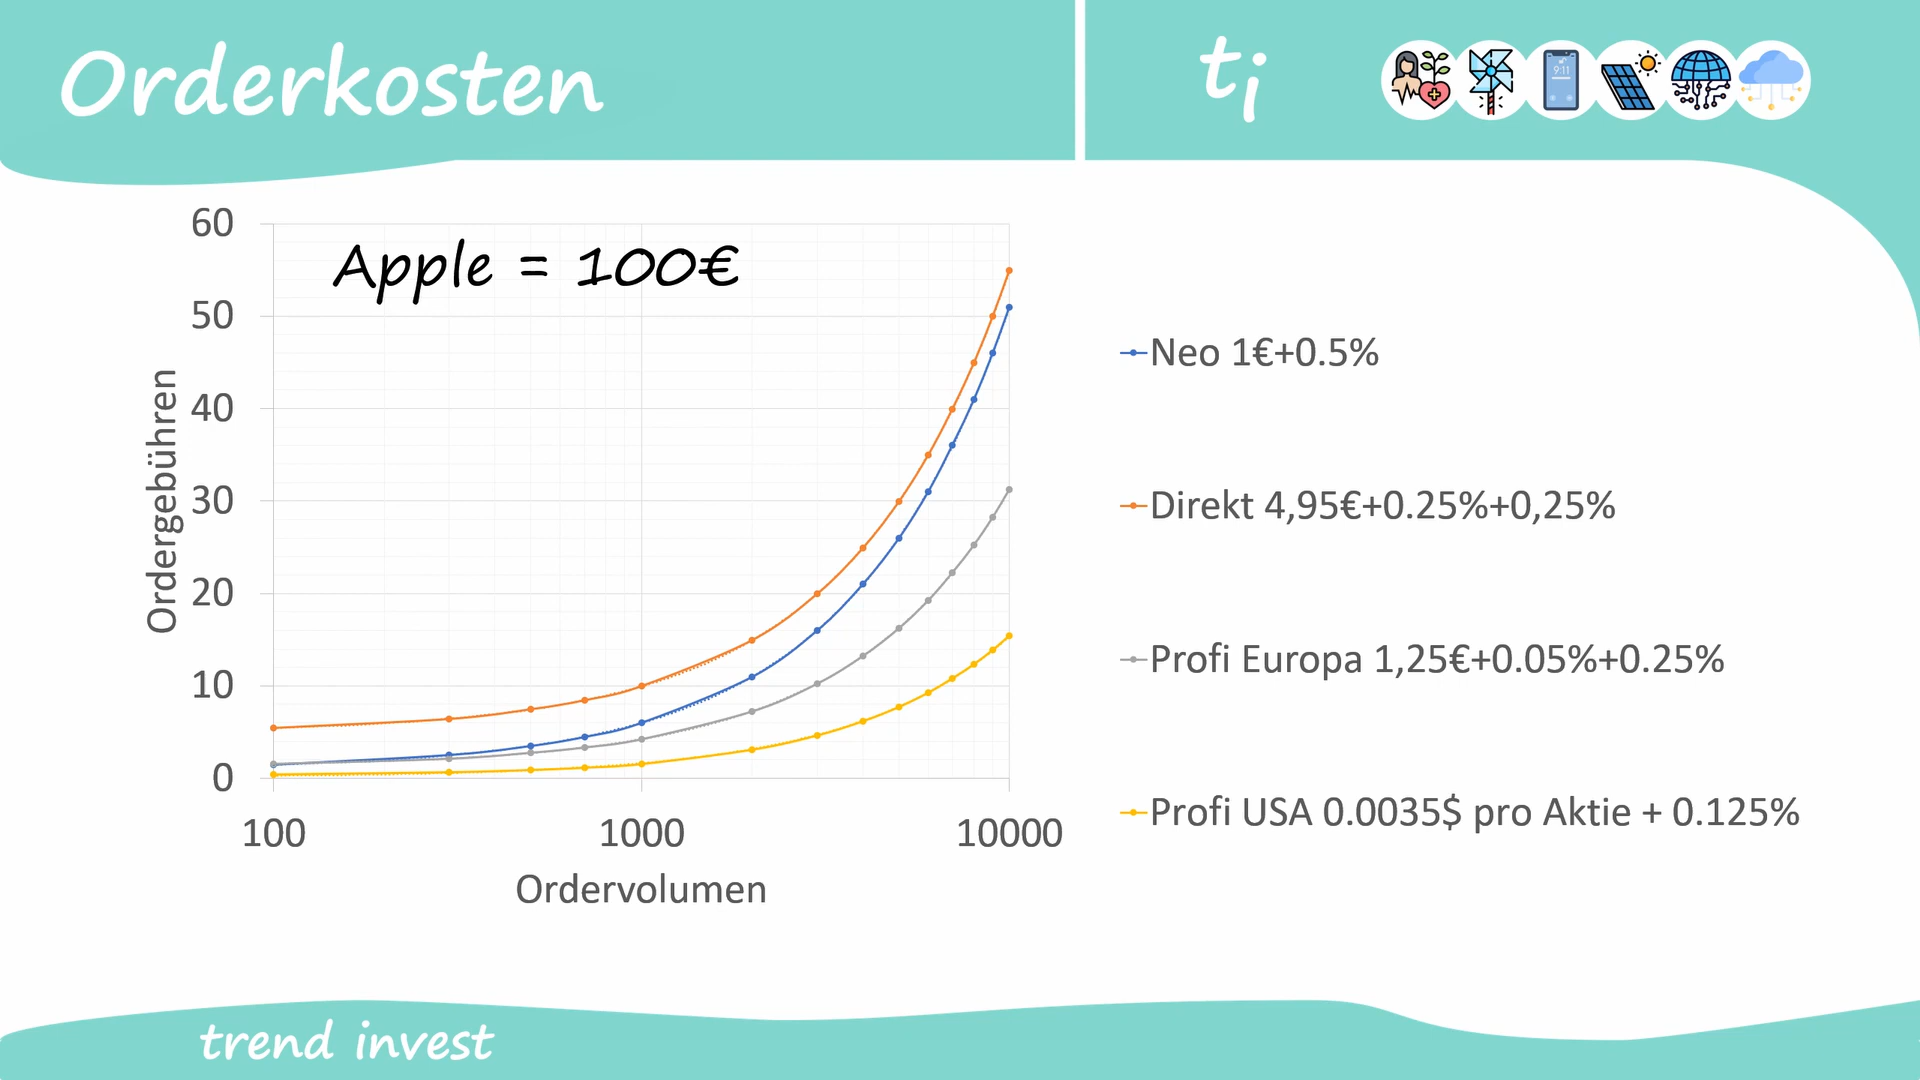 Orderkosten
ti
9:11
Apple = 100€
60
50
40
30
20
10
0
Ordergebühren
100
1000
10000
Ordervolumen
Neo 1€+0.5%
Direkt 4,95€+0.25%+0,25%
Profi Europa 1,25€+0.05%+0.25%
Profi USA 0.0035$ pro Aktie + 0.125%
trend invest